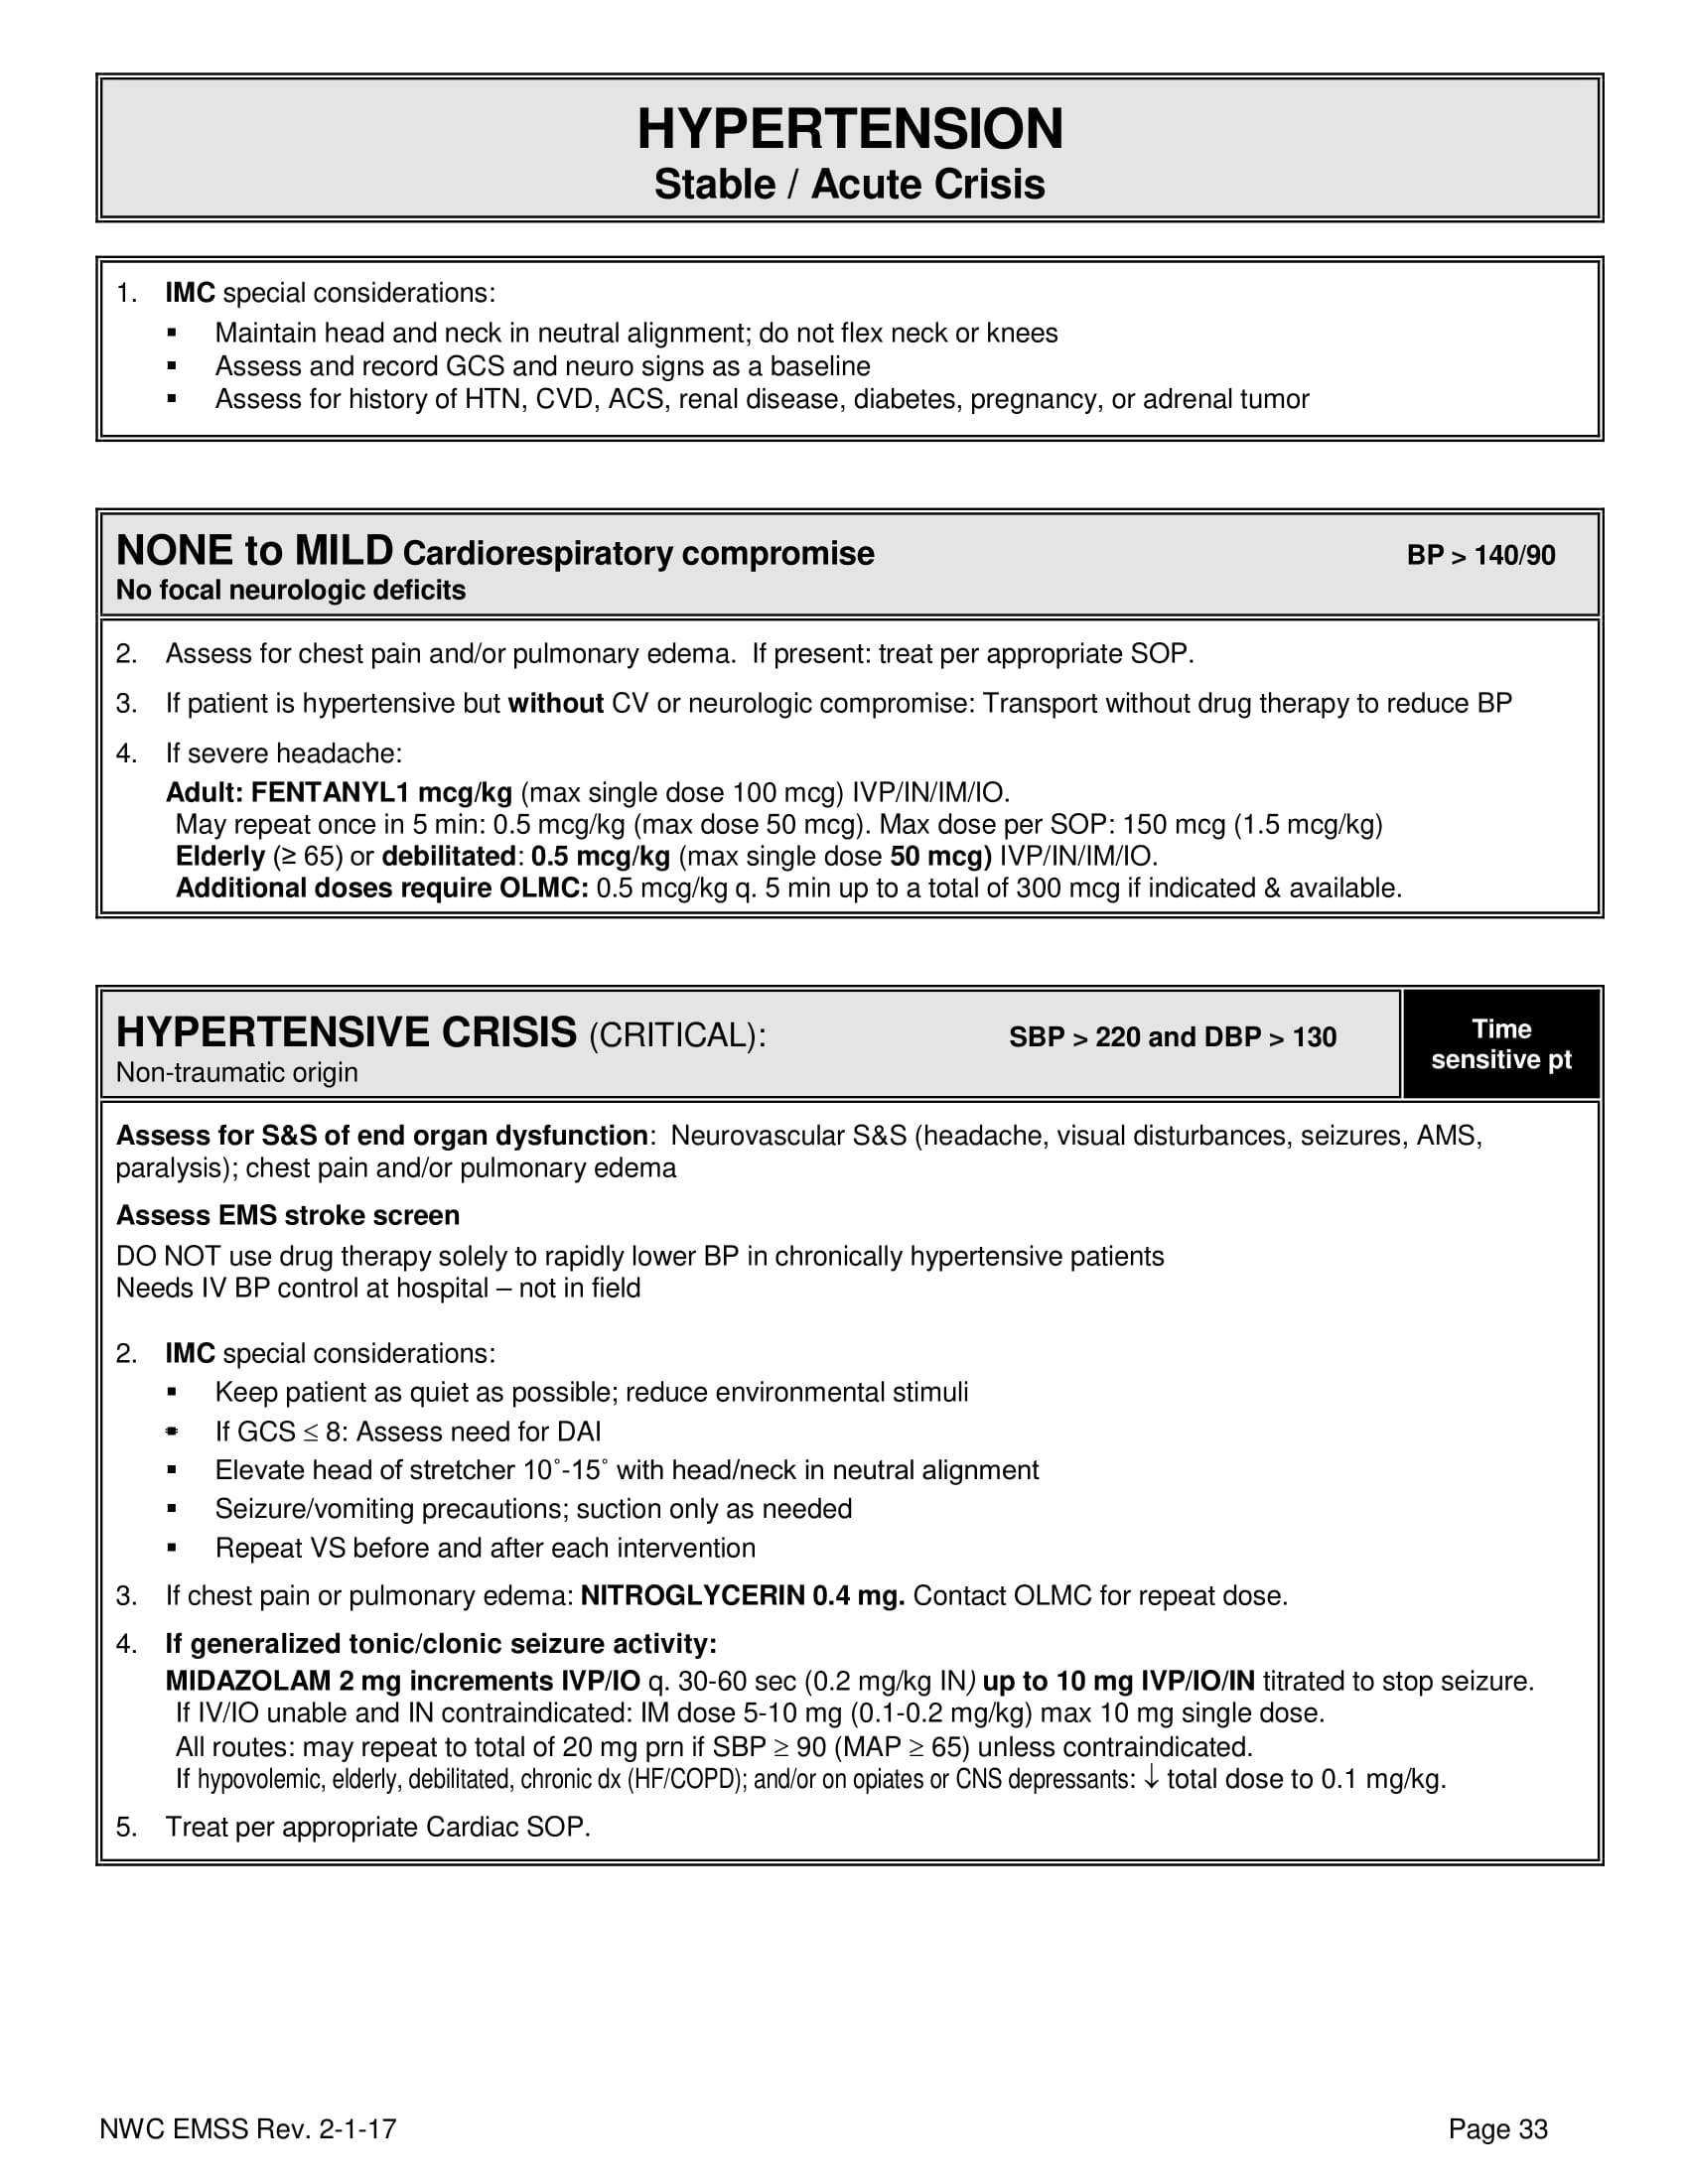 HYPERTENSION
Stable / Acute Crisis
1. IMC special considerations:
▪ Maintain head and neck in neutral alignment; do not flex neck or knees
▪ Assess and record GCS and neuro signs as a baseline
▪ Assess for history of HTN, CVD, ACS, renal disease, diabetes, pregnancy, or adrenal tumor
NONE to MILD Cardiorespiratory compromise BP > 140/90
No focal neurologic deficits
2. Assess for chest pain and/or pulmonary edema. If present: treat per appropriate SOP.
3. If patient is hypertensive but without CV or neurologic compromise: Transport without drug therapy to reduce BP
4. If severe headache:
Adult: FENTANYL1 mcg/kg (max single dose 100 mcg) IVP/IN/IM/IO.
May repeat once in 5 min: 0.5 mcg/kg (max dose 50 mcg). Max dose per SOP: 150 mcg (1.5 mcg/kg)
Elderly (≥ 65) or debilitated: 0.5 mcg/kg (max single dose 50 mcg) IVP/IN/IM/IO.
Additional doses require OLMC: 0.5 mcg/kg q. 5 min up to a total of 300 mcg if indicated & available.
HYPERTENSIVE CRISIS (CRITICAL): SBP > 220 and DBP > 130
Non-traumatic origin
Time
sensitive pt
Assess for S&S of end organ dysfunction: Neurovascular S&S (headache, visual disturbances, seizures, AMS,
paralysis); chest pain and/or pulmonary edema
Assess EMS stroke screen
DO NOT use drug therapy solely to rapidly lower BP in chronically hypertensive patients
Needs IV BP control at hospital – not in field
2. IMC special considerations:
▪ Keep patient as quiet as possible; reduce environmental stimuli
▪ If GCS ≤ 8: Assess need for DAI
▪ Elevate head of stretcher 10˚-15˚ with head/neck in neutral alignment
▪ Seizure/vomiting precautions; suction only as needed
▪ Repeat VS before and after each intervention
3. If chest pain or pulmonary edema: NITROGLYCERIN 0.4 mg. Contact OLMC for repeat dose.
4. If generalized tonic/clonic seizure activity:
MIDAZOLAM 2 mg increments IVP/IO q. 30-60 sec (0.2 mg/kg IN) up to 10 mg IVP/IO/IN titrated to stop seizure.
If IV/IO unable and IN contraindicated: IM dose 5-10 mg (0.1-0.2 mg/kg) max 10 mg single dose.
All routes: may repeat to total of 20 mg prn if SBP ≥ 90 (MAP ≥ 65) unless contraindicated.
If hypovolemic, elderly, debilitated, chronic dx (HF/COPD); and/or on opiates or CNS depressants: ↓ total dose to 0.1 mg/kg.
5. Treat per appropriate Cardiac SOP.
NWC EMSS Rev. 2-1-17 Page 33